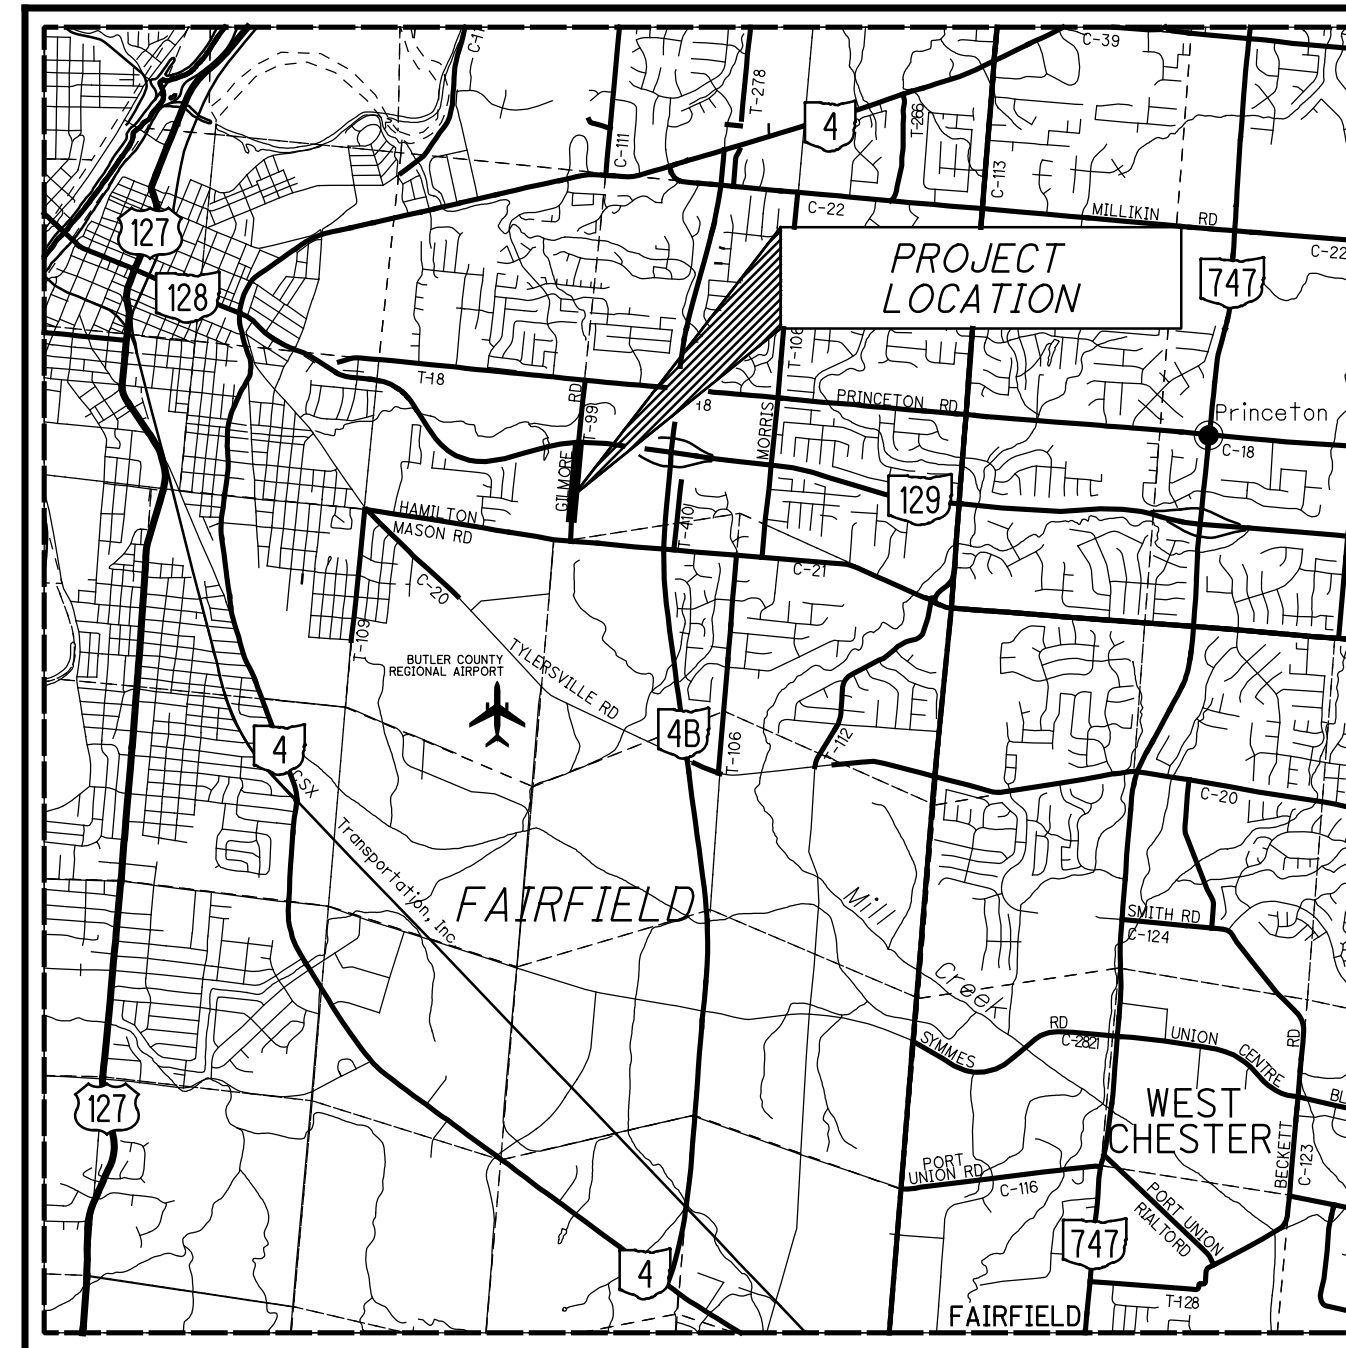 C-39
T-278
4
T-266
C-111
C-113
C-22
MILLIKIN RD
C-22
127
128
PROJECT
LOCATION
747
T-106
T-18
RD
T-99
18
MORRIS
PRINCETON RD
Princeton
C-18
GILMORE
129
HAMILTON
MASON RD
T-410
C-21
C-20
T-109
BUTLER COUNTY
REGIONAL AIRPORT
TYLERSVILLE RD
4
4B
T-106
T-112
CSX
Transportation, Inc
C-20
FAIRFIELD
Mill
Creek
SMITH RD
C-124
SYMMES
RD
C-282
UNION
CENTRE
RD
BL
127
WEST
CHESTER
BECKETT
C-123
PORT
UNION RD
C-116
PORT UNION
RIALTO RD
747
4
T-128
FAIRFIELD